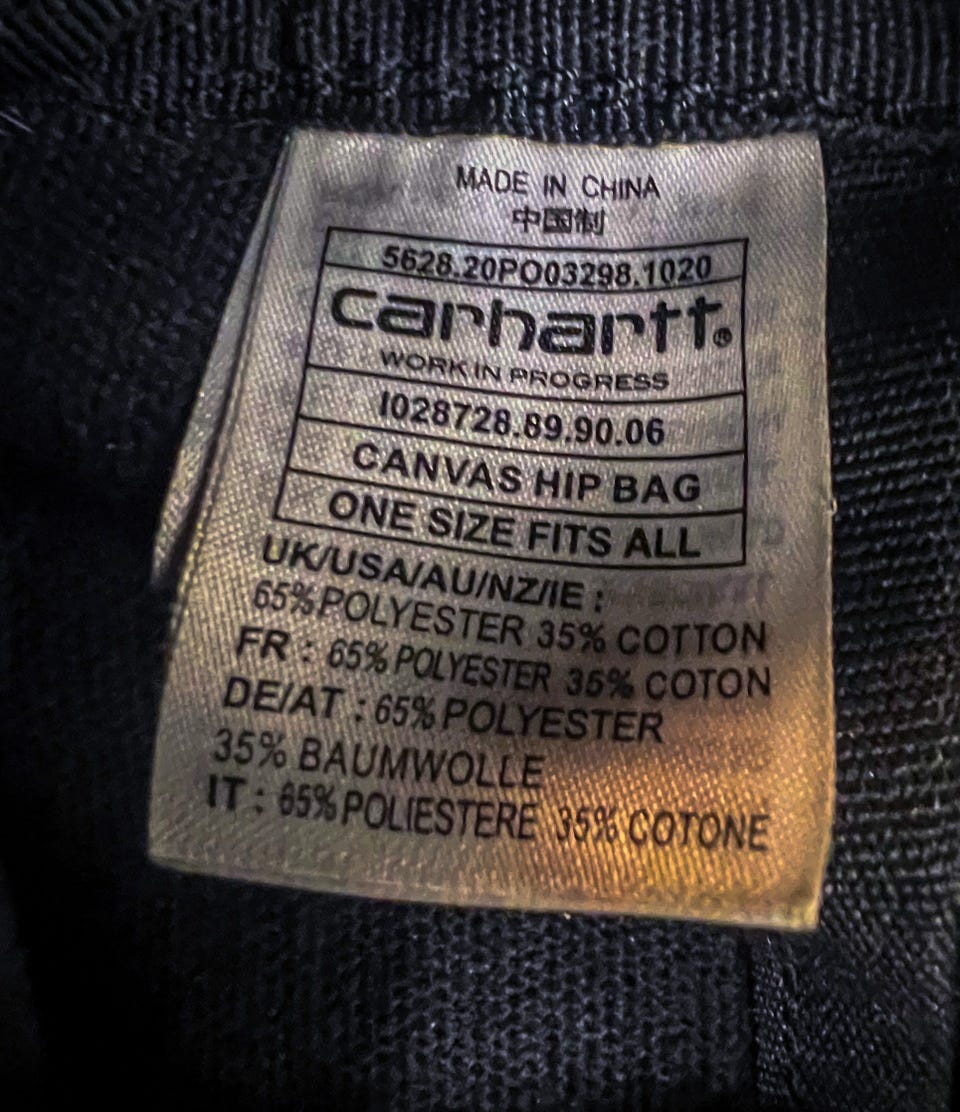 MADE IN CHINA
中国制
5628.20PO03298.1020
carhartt®
WORK IN PROGRESS
I028728.89.90.06
CANVAS HIP BAG
ONE SIZE FITS ALL
UK/USA/AU/NZ/IE :
65% POLYESTER 35% COTTON
FR : 65% POLYESTER 35% COTON
DE/AT : 65% POLYESTER
35% BAUMWOLLE
IT : 65% POLIESTERE 35% COTONE